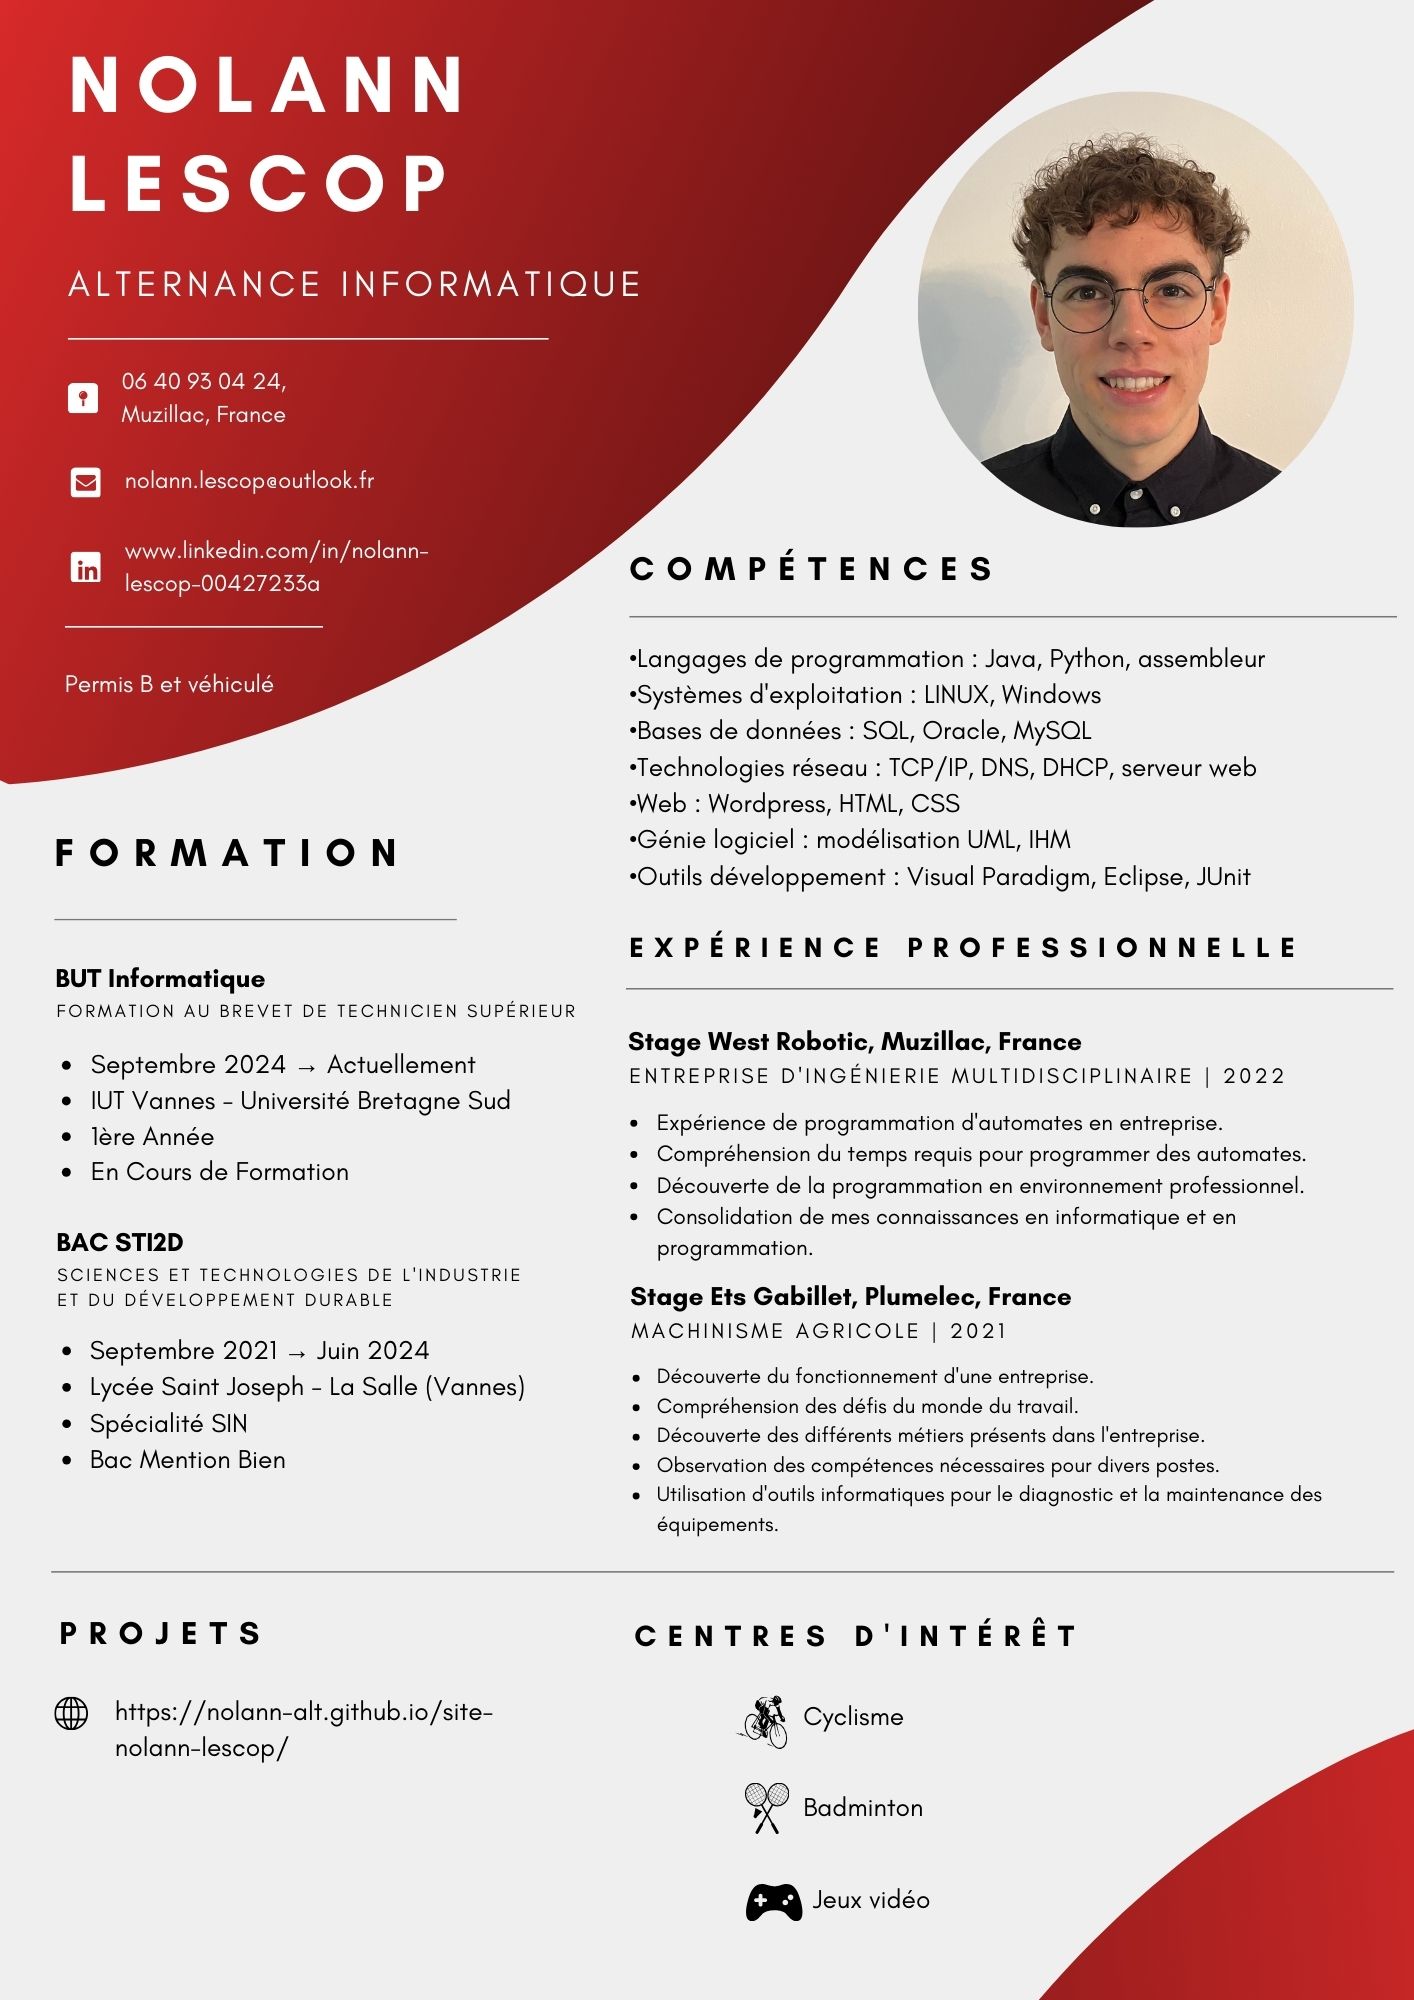 NOLANN
LESCOP
ALTERNANCE INFORMATIQUE
06 40 93 04 24,
Muzillac, France
nolann.lescop@outlook.fr
www.linkedin.com/in/nolann-
lescop-00427233a
Permis B et véhiculé
COMPÉTENCES
•Langages de programmation : Java, Python, assembleur
•Systèmes d'exploitation : LINUX, Windows
•Bases de données : SQL, Oracle, MySQL
•Technologies réseau : TCP/IP, DNS, DHCP, serveur web
•Web : Wordpress, HTML, CSS
•Génie logiciel : modélisation UML, IHM
•Outils développement : Visual Paradigm, Eclipse, JUnit
FORMATION
BUT Informatique
FORMATION AU BREVET DE TECHNICIEN SUPÉRIEUR
• Septembre 2024 → Actuellement
• IUT Vannes - Université Bretagne Sud
• 1ère Année
• En Cours de Formation
BAC STI2D
SCIENCES ET TECHNOLOGIES DE L'INDUSTRIE
ET DU DÉVELOPPEMENT DURABLE
• Septembre 2021 → Juin 2024
• Lycée Saint Joseph - La Salle (Vannes)
• Spécialité SIN
• Bac Mention Bien
EXPÉRIENCE PROFESSIONNELLE
Stage West Robotic, Muzillac, France
ENTREPRISE D'INGÉNIERIE MULTIDISCIPLINAIRE | 2022
• Expérience de programmation d'automates en entreprise.
• Compréhension du temps requis pour programmer des automates.
• Découverte de la programmation en environnement professionnel.
• Consolidation de mes connaissances en informatique et en
programmation.
Stage Ets Gabillet, Plumelec, France
MACHINISME AGRICOLE | 2021
• Découverte du fonctionnement d'une entreprise.
• Compréhension des défis du monde du travail.
• Découverte des différents métiers présents dans l'entreprise.
• Observation des compétences nécessaires pour divers postes.
• Utilisation d'outils informatiques pour le diagnostic et la maintenance des
équipements.
PROJETS
https://nolann-alt.github.io/site-
nolann-lescop/
CENTRES D'INTÉRÊT
Cyclisme
Badminton
Jeux vidéo